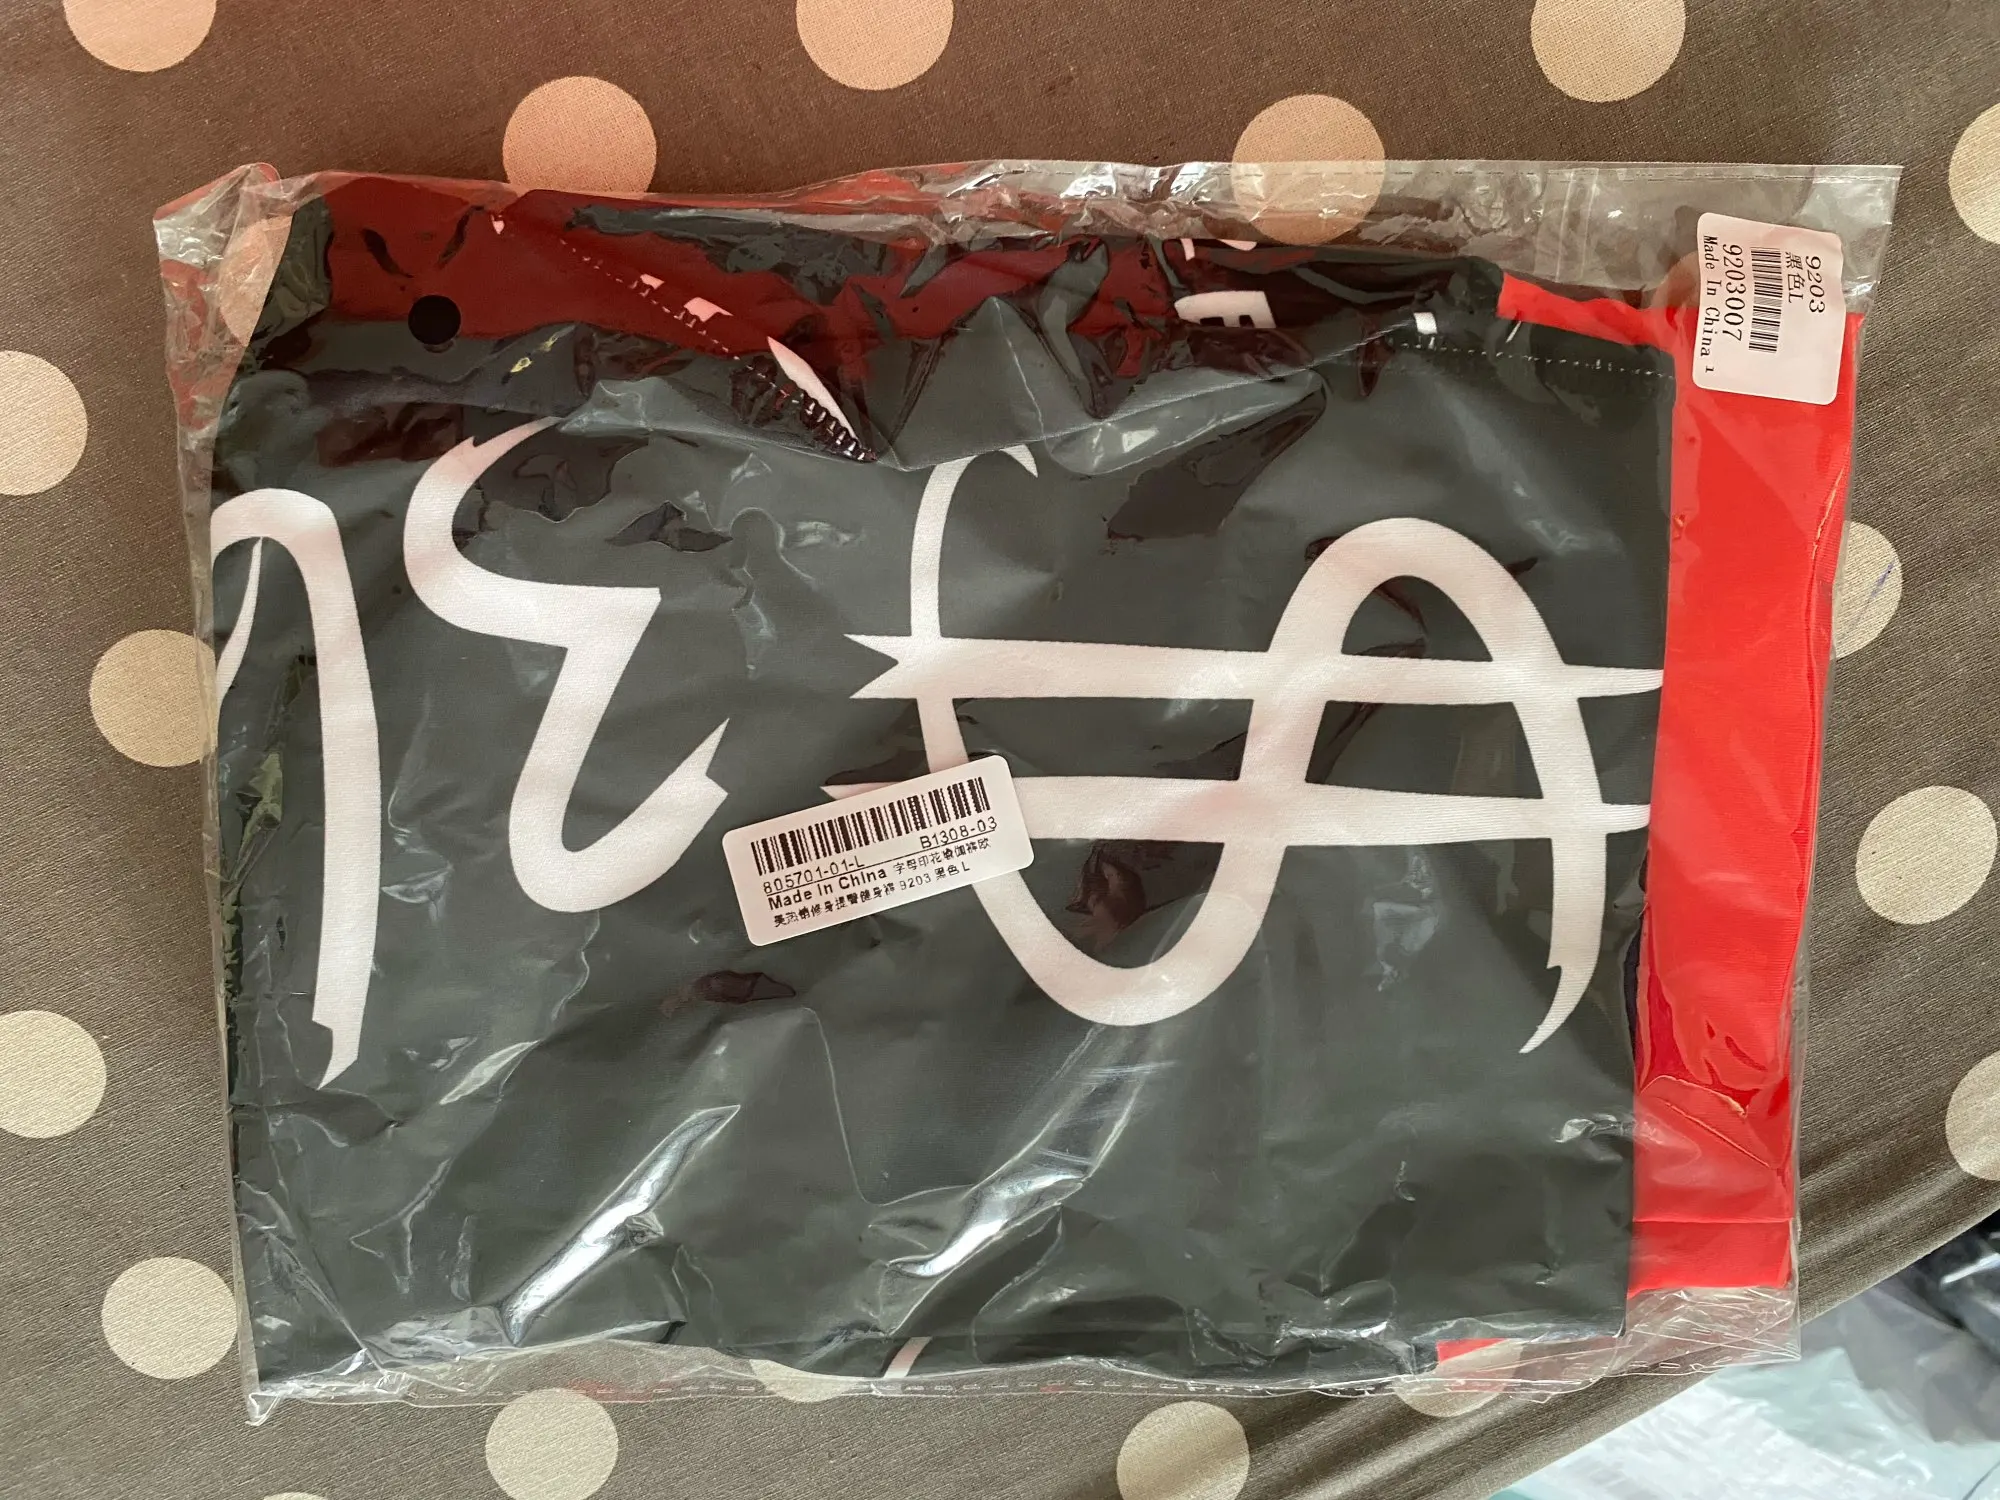 9203
黑色L
9203007
Made In China 1
805701-01-L B1308-03
Made In China 字母印花瑜伽裤欧
美热销修身提臀健身裤 9203 黑色 L
E